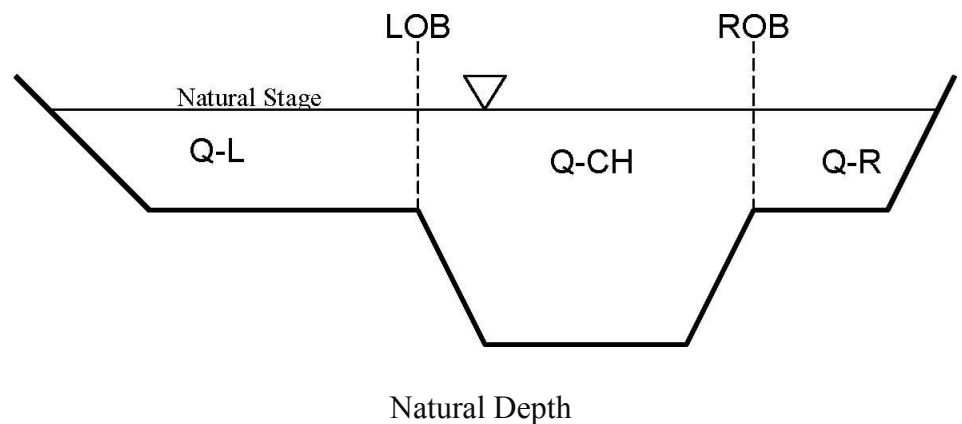 LOB ROB
Natural Stage
Q-L Q-CH Q-R
Natural Depth